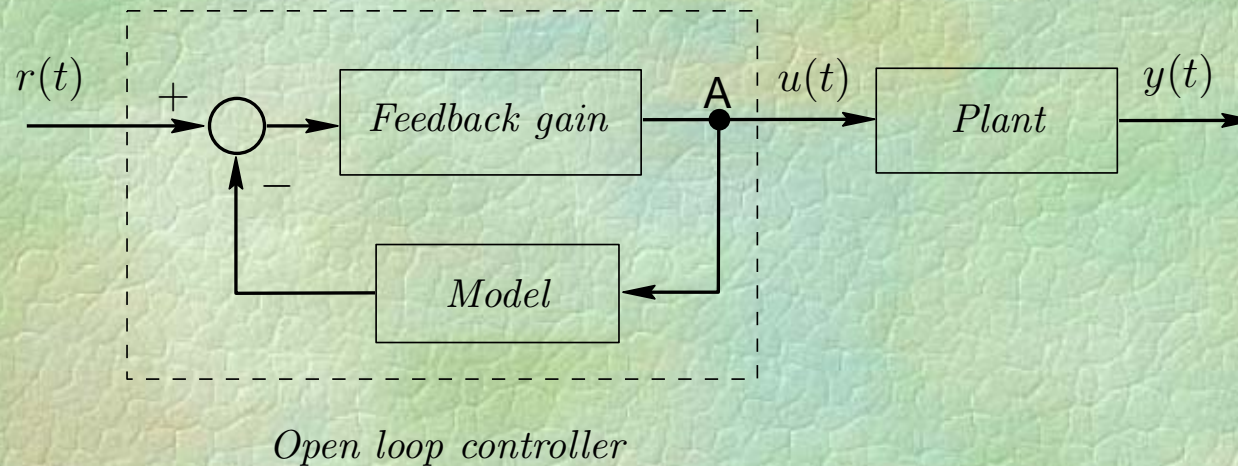 r(t)
+
Feedback gain
A
u(t)
Plant
y(t)
−
Model
Open loop controller